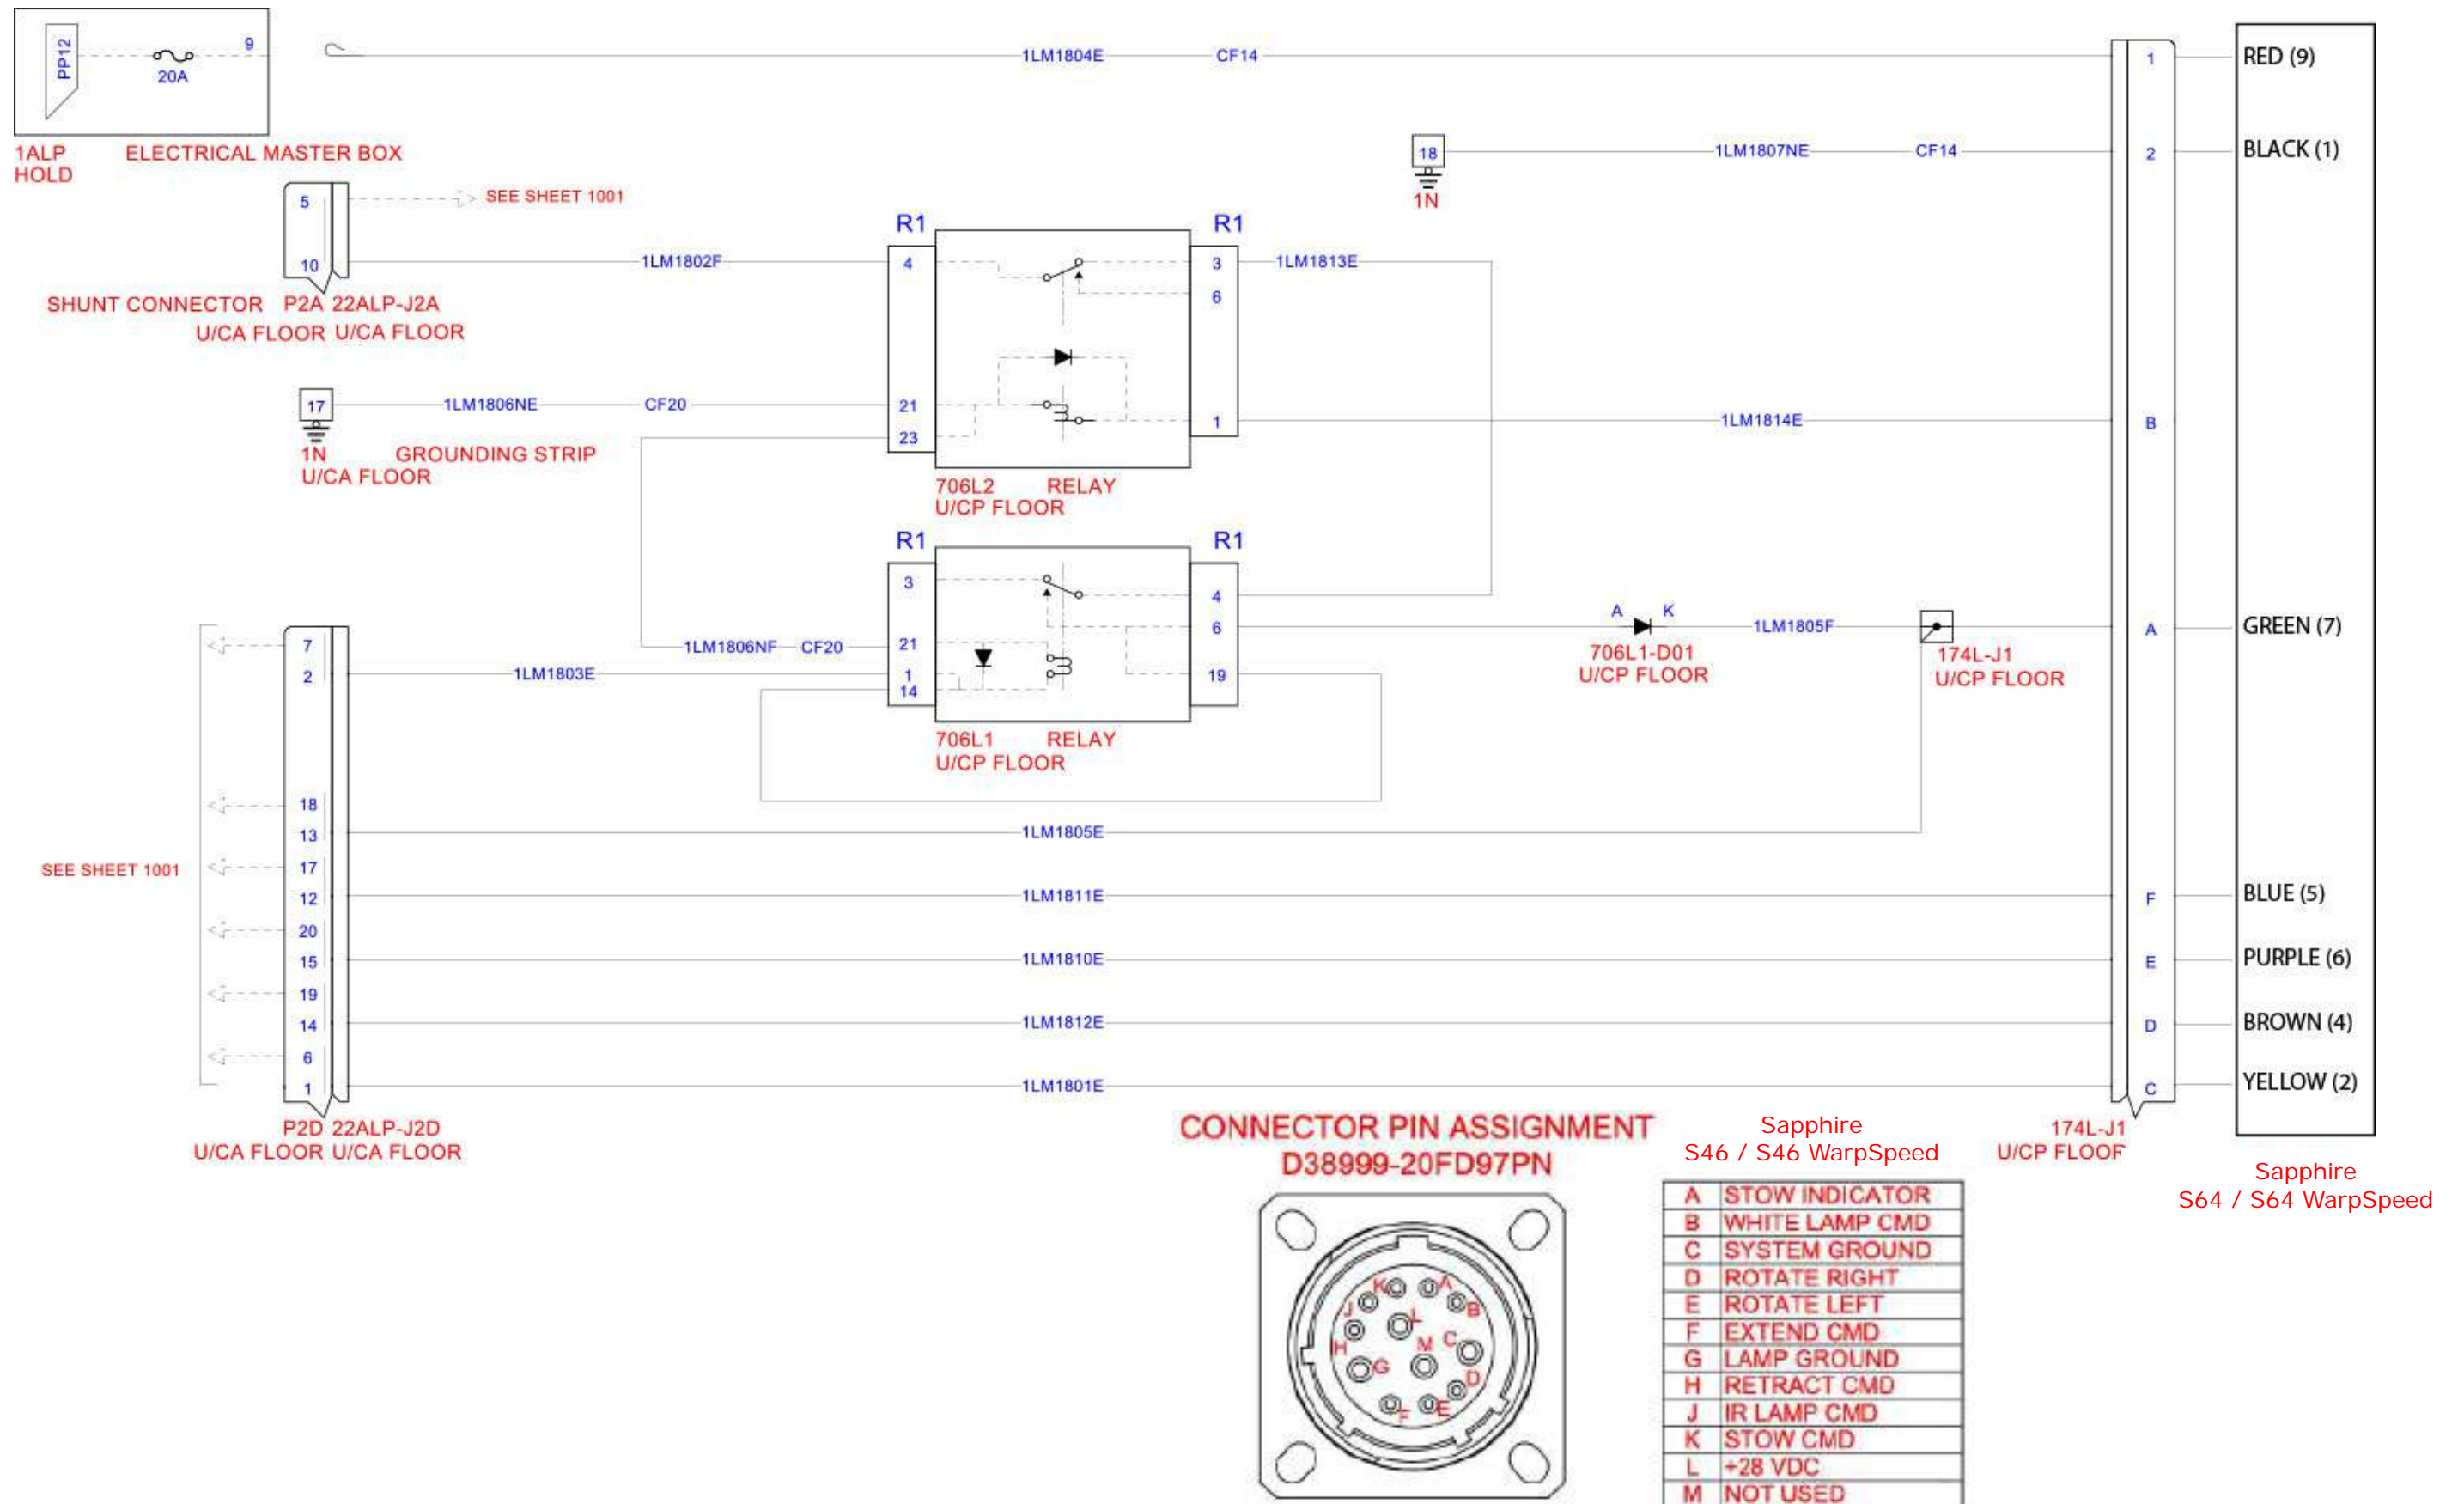 PP12
20A
9
1ALP
HOLD
ELECTRICAL MASTER BOX
1LM1804E
CF14
1
RED (9)
18
1N
1LM1807NE
CF14
2
BLACK (1)
5
SEE SHEET 1001
10
1LM1802F
SHUNT CONNECTOR P2A 22ALP-J2A
U/CA FLOOR U/CA FLOOR
R1
R1
4
3
1LM1813E
6
17
1LM1806NE
CF20
21
23
1
1LM1814E
B
1N
GROUNDING STRIP
U/CA FLOOR
706L2 RELAY
U/CP FLOOR
R1
R1
3
4
6
A K
1LM1805F
A
GREEN (7)
706L1-D01
U/CP FLOOR
174L-J1
U/CP FLOOR
7
2
1LM1803E
1LM1806NF
CF20
21
1
14
19
706L1 RELAY
U/CP FLOOR
18
13
1LM1805E
SEE SHEET 1001
17
12
1LM1811E
F
BLUE (5)
20
15
1LM1810E
E
PURPLE (6)
19
14
1LM1812E
D
BROWN (4)
6
1
1LM1801E
C
YELLOW (2)
P2D 22ALP-J2D
U/CA FLOOR U/CA FLOOR
174L-J1
U/CP FLOOR
Sapphire
S64 / S64 WarpSpeed
CONNECTOR PIN ASSIGNMENT
D38999-20FD97PN
K
A
J
B
L
H
M
C
G
D
F
E
Sapphire
S46 / S46 WarpSpeed
A STOW INDICATOR
B WHITE LAMP CMD
C SYSTEM GROUND
D ROTATE RIGHT
E ROTATE LEFT
F EXTEND CMD
G LAMP GROUND
H RETRACT CMD
J IR LAMP CMD
K STOW CMD
L +28 VDC
M NOT USED